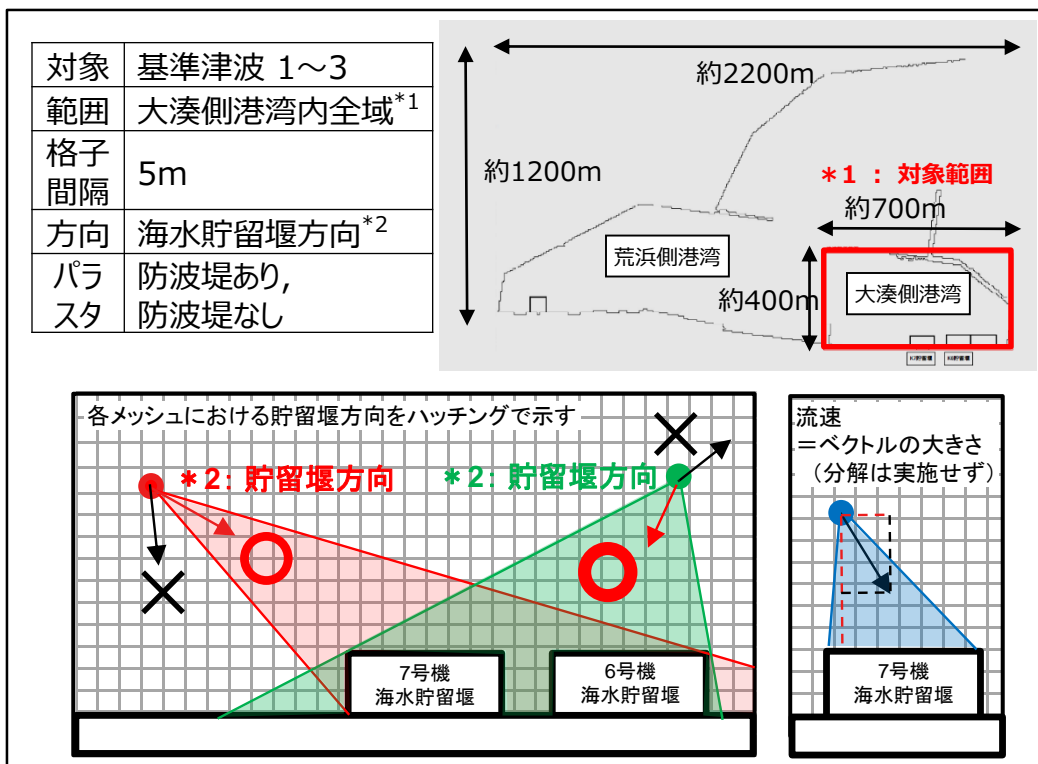 対象 基準津波 1～3
範囲 大湊側港湾内全域*1
格子
間隔
5m
方向 海水貯留堰方向*2
パラ
スタ
防波堤あり,
防波堤なし
約2200m
約1200m
*1 : 対象範囲
約700m
荒浜側港湾
約400m
大湊側港湾
各メッシュにおける貯留堰方向をハッチングで示す
*2: 貯留堰方向
*2: 貯留堰方向
7号機
海水貯留堰
6号機
海水貯留堰
流速
=ベクトルの大きさ
(分解は実施せず)
7号機
海水貯留堰